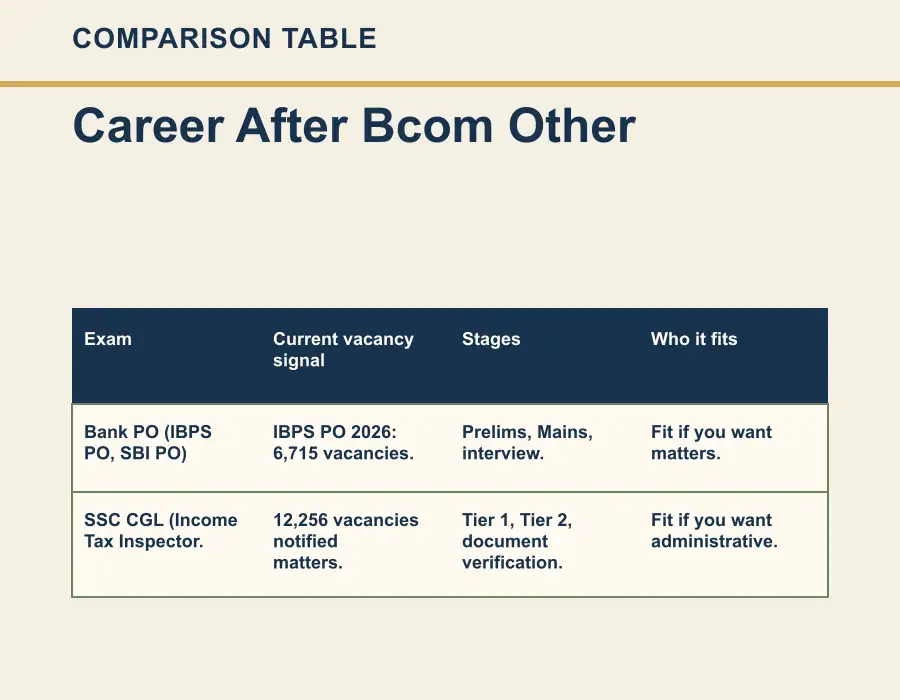 COMPARISON TABLE
Career After Bcom Other
Exam
Current vacancy
signal
Stages
Who it fits
Bank PO (IBPS
PO, SBI PO)
IBPS PO 2026:
6,715 vacancies.
Prelims, Mains,
interview.
Fit if you want
matters.
SSC CGL (Income
Tax Inspector.
12,256 vacancies
notified
matters.
Tier 1, Tier 2,
document
verification.
Fit if you want
administrative.